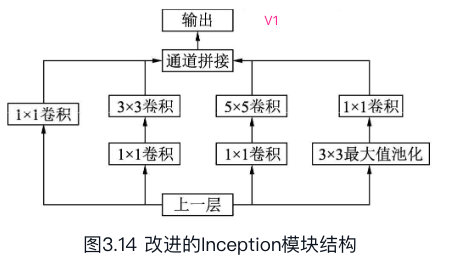 输出
V1
通道拼接
3×3卷积
5×5卷积
1×1卷积
1×1卷积
1×1卷积
1×1卷积
3×3最大值池化
上一层
图3.14 改进的Inception模块结构